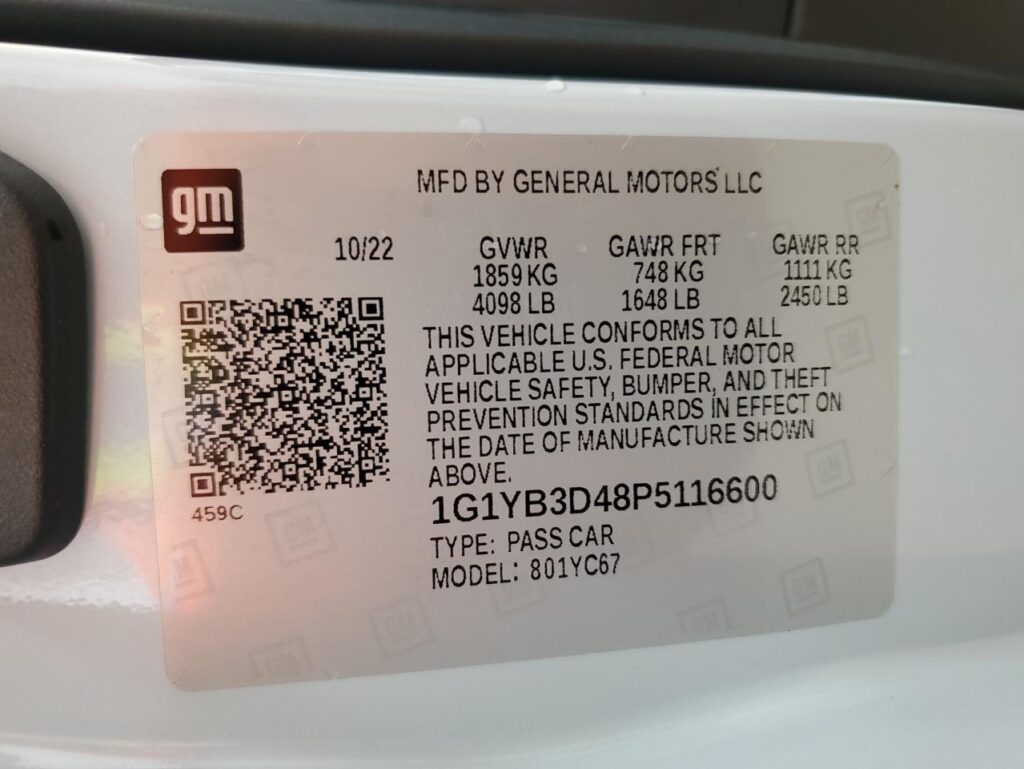 gm
MFD BY GENERAL MOTORS LLC
10/22 GVWR GAWR FRT GAWR RR
1859 KG 748 KG 1111 KG
4098 LB 1648 LB 2450 LB
THIS VEHICLE CONFORMS TO ALL
APPLICABLE U.S. FEDERAL MOTOR
VEHICLE SAFETY, BUMPER, AND THEFT
PREVENTION STANDARDS IN EFFECT ON
THE DATE OF MANUFACTURE SHOWN
ABOVE.
459C
1G1YB3D48P5116600
TYPE: PASS CAR
MODEL: 801YC67